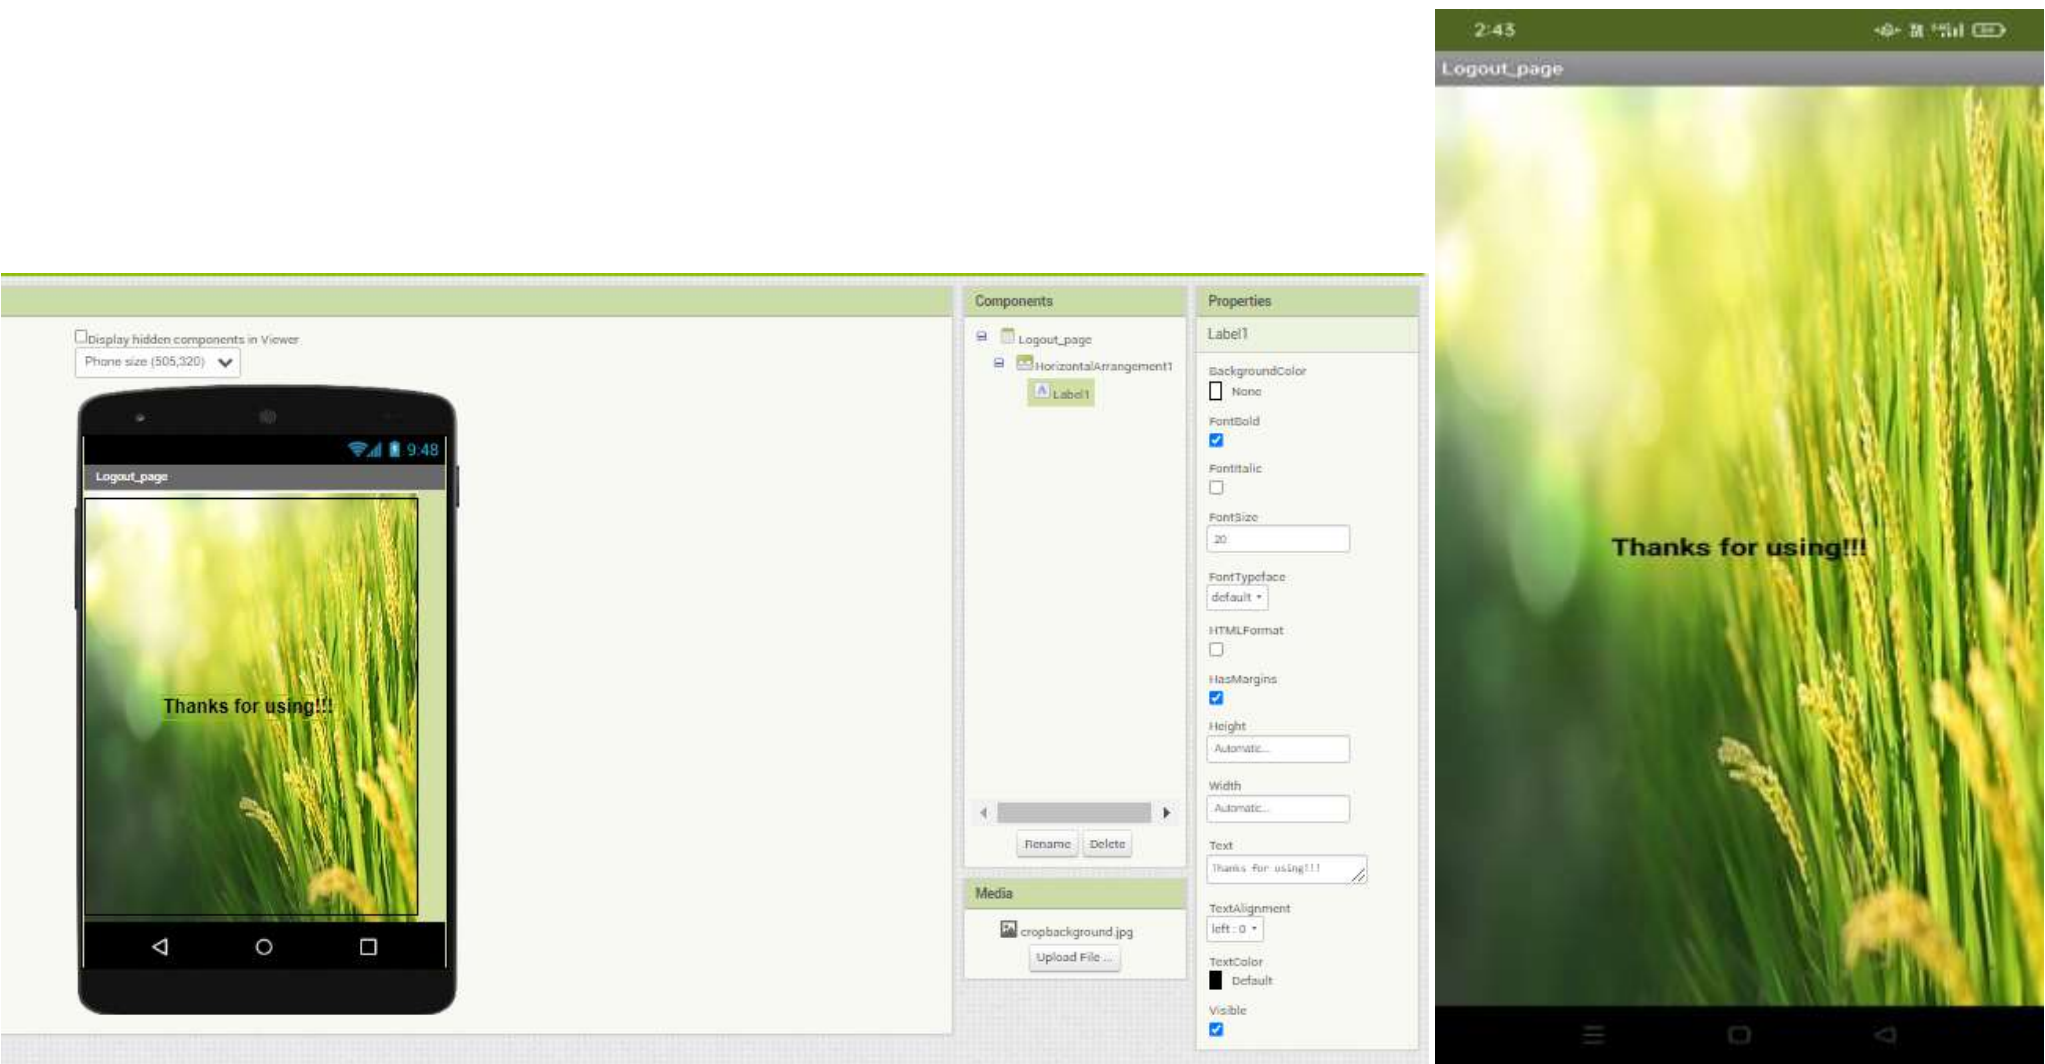 Display hidden components in Viewer
Phone size (505,320)
9:48
Logout_page
Thanks for using!!!
Components
Logout_page
HorizontalArrangement1
A Label1
Rename Delete
Media
cropbackground.jpg
Upload File ...
Properties
Label1
BackgroundColor
None
FontBold
FontItalic
FontSize
20
FontTypeface
default
HTMLFormat
HasMargins
Height
Automatic...
Width
Automatic...
Text
Thanks for using!!!
TextAlignment
left : 0
TextColor
Default
Visible
2:43
Logout_page
Thanks for using!!!